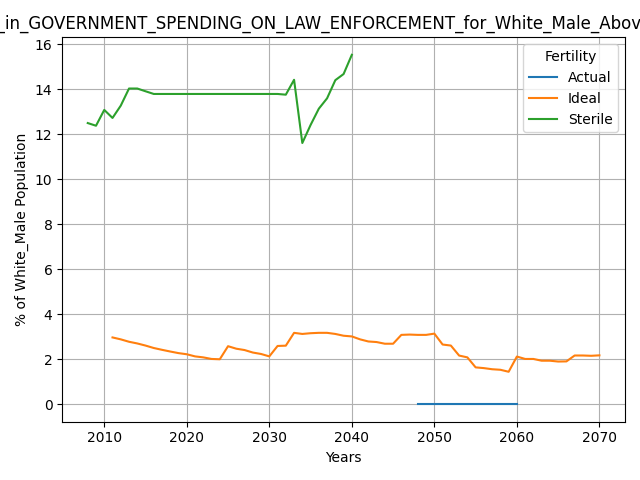 _in_GOVERNMENT_SPENDING_ON_LAW_ENFORCEMENT_for_White_Male_Abov
Fertility
Actual
Ideal
Sterile
% of White_Male Population
16
14
12
10
8
6
4
2
0
2010 2020 2030 2040 2050 2060 2070
Years